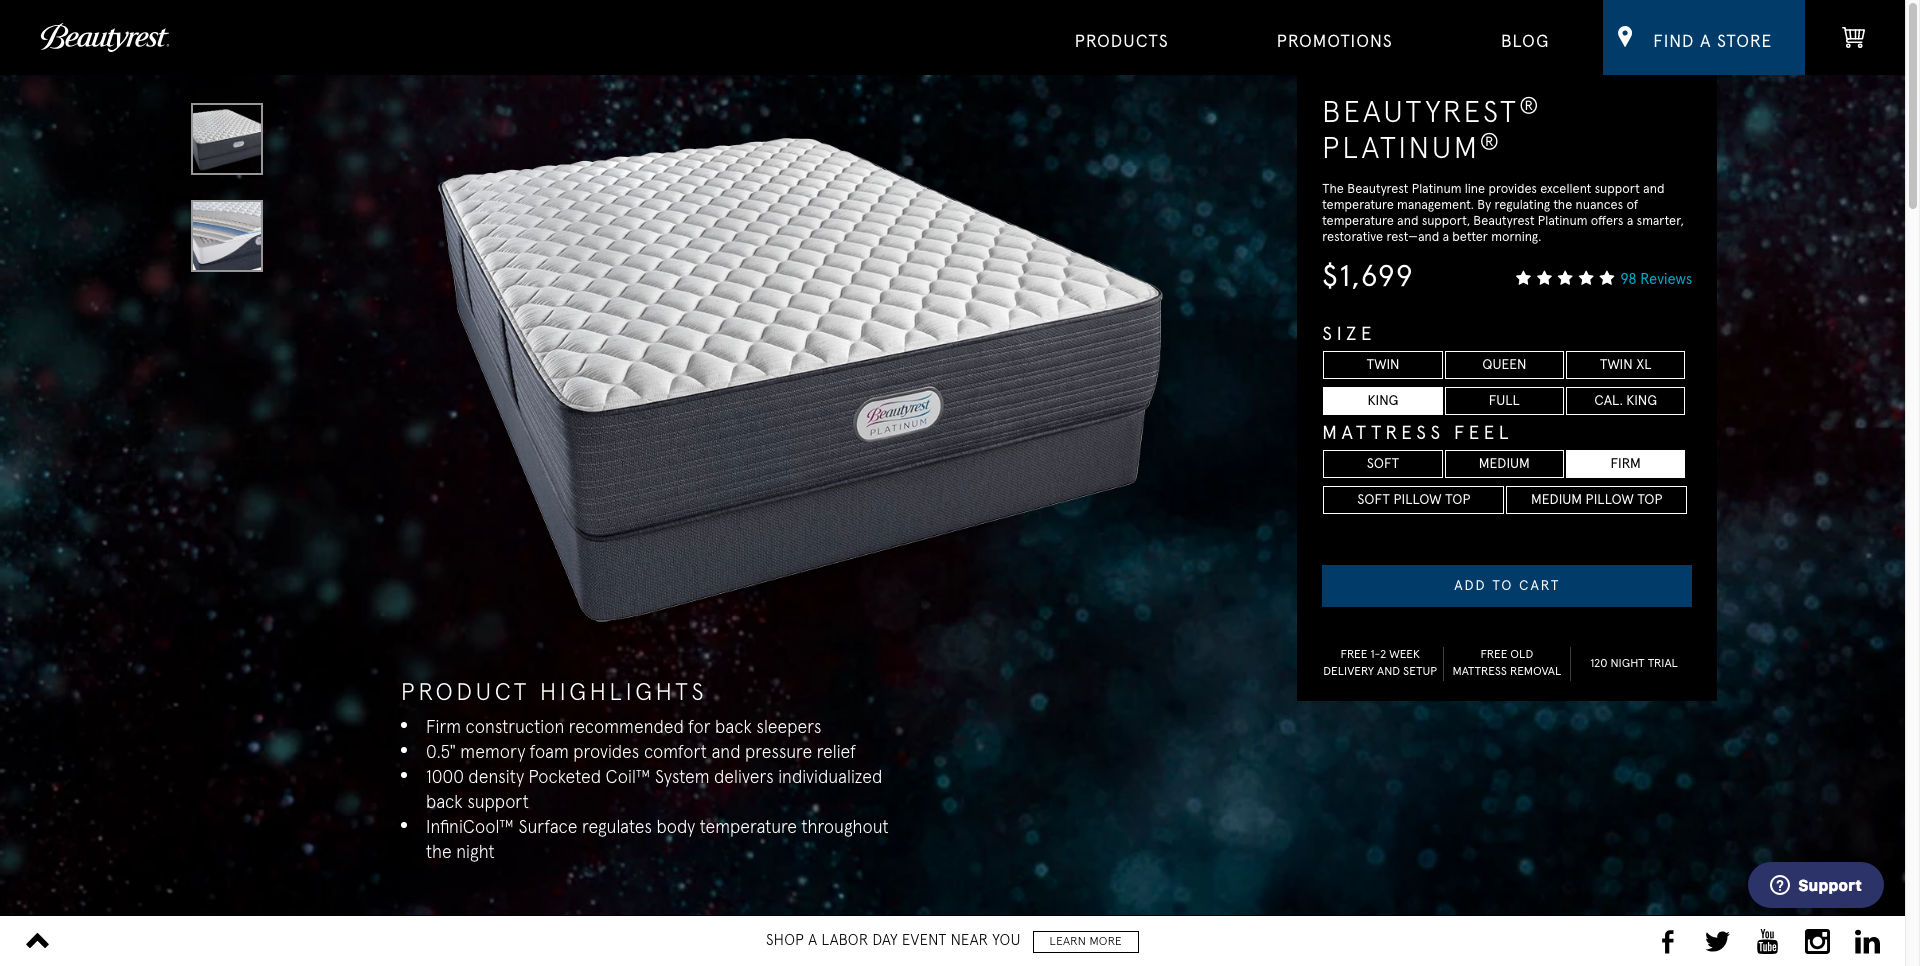 Beautyrest
PRODUCTS
PROMOTIONS
BLOG
FIND A STORE
BEAUTYREST®
PLATINUM®
The Beautyrest Platinum line provides excellent support and
temperature management. By regulating the nuances of
temperature and support, Beautyrest Platinum offers a smarter,
restorative rest—and a better morning.
$1,699
98 Reviews
SIZE
TWIN
QUEEN
TWIN XL
KING
FULL
CAL. KING
MATTRESS FEEL
SOFT
MEDIUM
FIRM
SOFT PILLOW TOP
MEDIUM PILLOW TOP
ADD TO CART
FREE 1-2 WEEK
DELIVERY AND SETUP
FREE OLD
MATTRESS REMOVAL
120 NIGHT TRIAL
Beautyrest
PLATINUM
PRODUCT HIGHLIGHTS
• Firm construction recommended for back sleepers
• 0.5" memory foam provides comfort and pressure relief
• 1000 density Pocketed Coil™ System delivers individualized
back support
• InfiniCool™ Surface regulates body temperature throughout
the night
Support
SHOP A LABOR DAY EVENT NEAR YOU
LEARN MORE
You
Tube